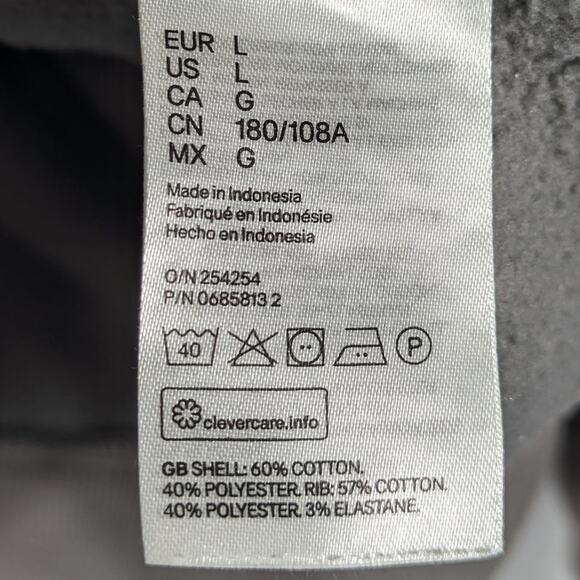 EUR L
US L
CA G
CN 180/108A
MX G
Made in Indonesia
Fabriqué en Indonésie
Hecho en Indonesia
O/N 254254
P/N 0685813 2
40 P
clevercare.info
GB SHELL: 60% COTTON,
40% POLYESTER. RIB: 57% COTTON.
40% POLYESTER. 3% ELASTANE.